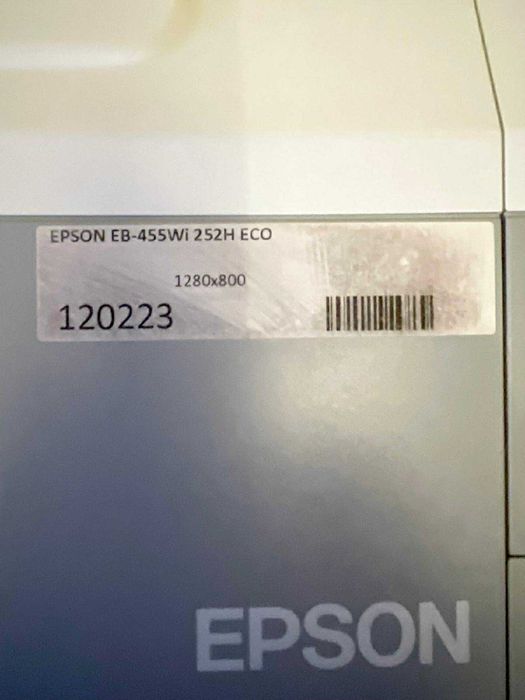 EPSON EB-455Wi 252H ECO
1280x800
120223
EPSON